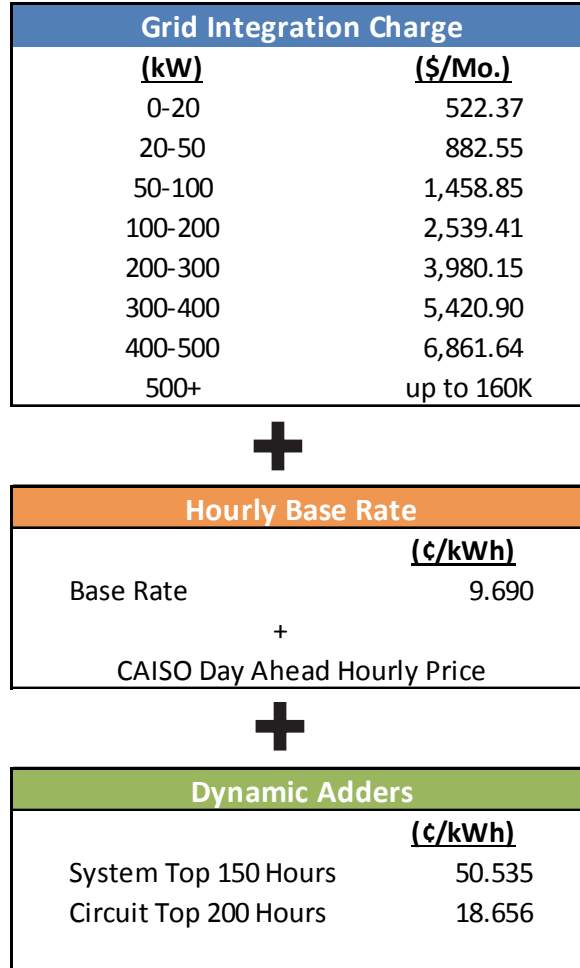 Grid Integration Charge
(kW) ($/Mo.)
0-20 522.37
20-50 882.55
50-100 1,458.85
100-200 2,539.41
200-300 3,980.15
300-400 5,420.90
400-500 6,861.64
500+ up to 160K
+
Hourly Base Rate
(¢/kWh)
Base Rate 9.690
+
CAISO Day Ahead Hourly Price
+
Dynamic Adders
(¢/kWh)
System Top 150 Hours 50.535
Circuit Top 200 Hours 18.656